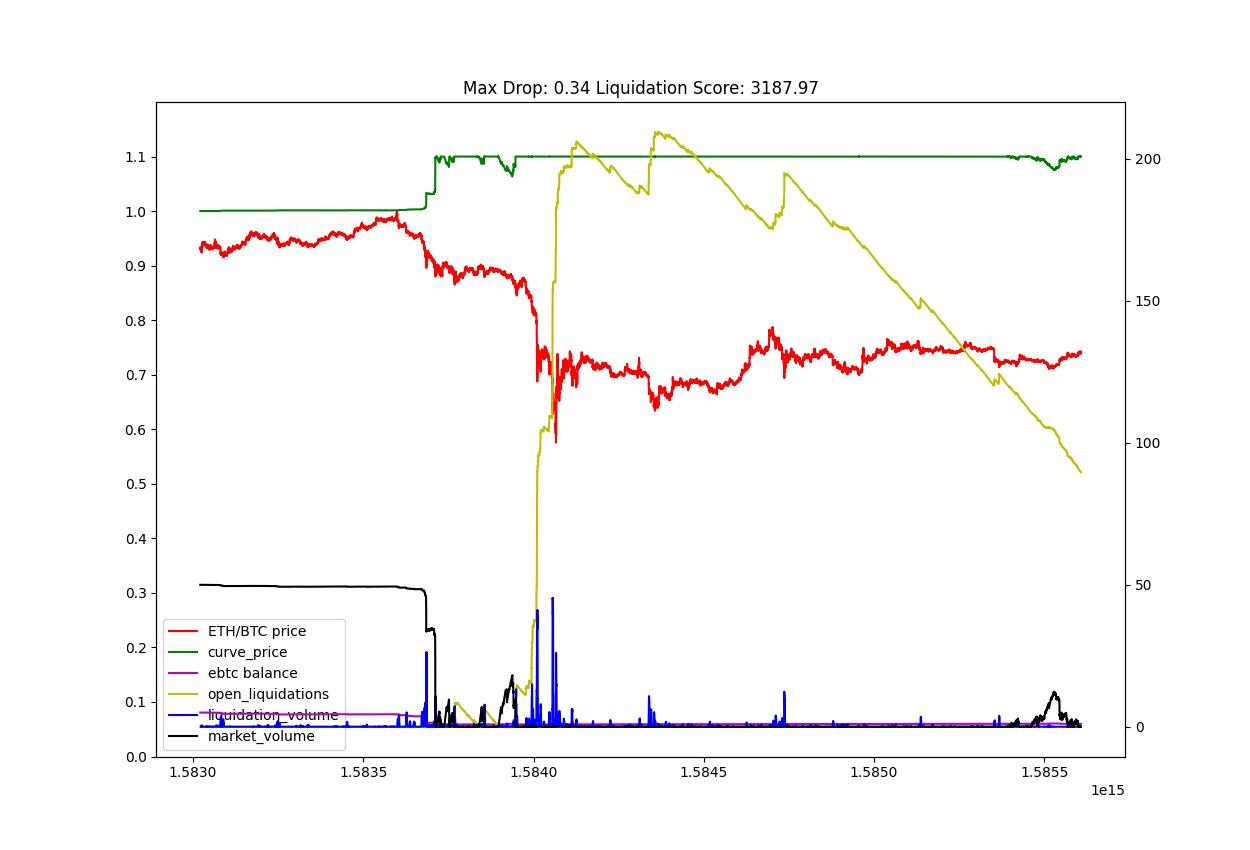 Max Drop: 0.34 Liquidation Score: 3187.97
1.1
1.0
0.9
0.8
0.7
0.6
0.5
0.4
0.3
0.2
0.1
0.0
200
150
100
50
0
ETH/BTC price
curve_price
ebtc balance
open_liquidations
liquidation_volume
market_volume
1.5830 1.5835 1.5840 1.5845 1.5850 1.5855
1e15